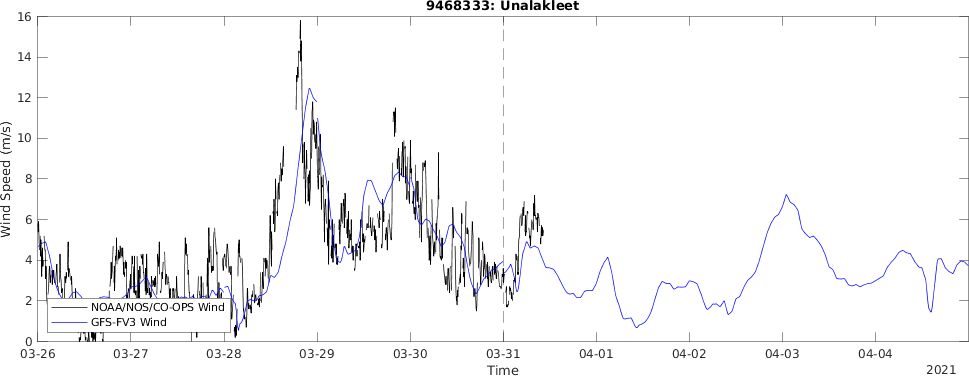 9468333: Unalakleet
Wind Speed (m/s)
16
14
12
10
8
6
4
2
0
NOAA/NOS/CO-OPS Wind
GFS-FV3 Wind
03-26 03-27 03-28 03-29 03-30 03-31 04-01 04-02 04-03 04-04
Time
2021